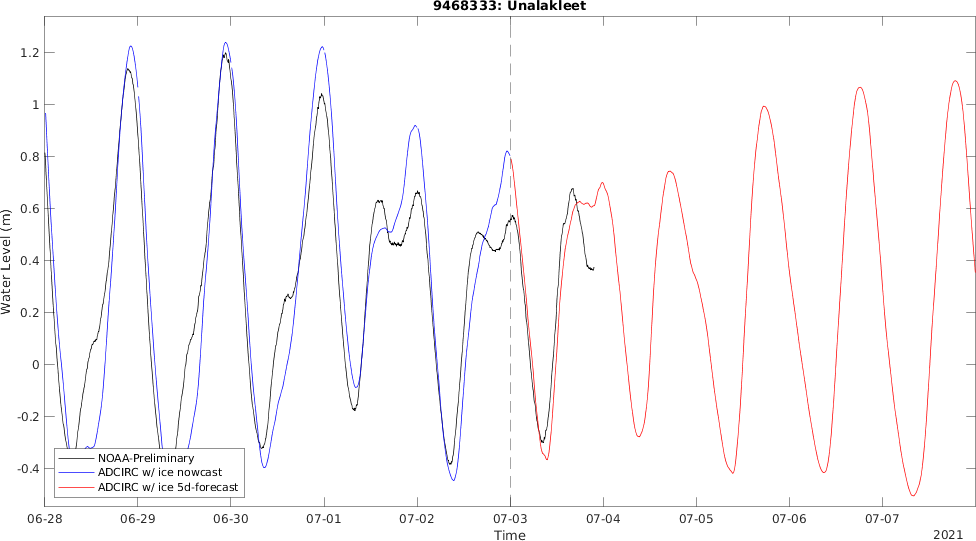 9468333: Unalakleet
Water Level (m)
1.2
1
0.8
0.6
0.4
0.2
0
-0.2
-0.4
NOAA-Preliminary
ADCIRC w/ ice nowcast
ADCIRC w/ ice 5d-forecast
06-28 06-29 06-30 07-01 07-02 07-03 07-04 07-05 07-06 07-07
Time
2021